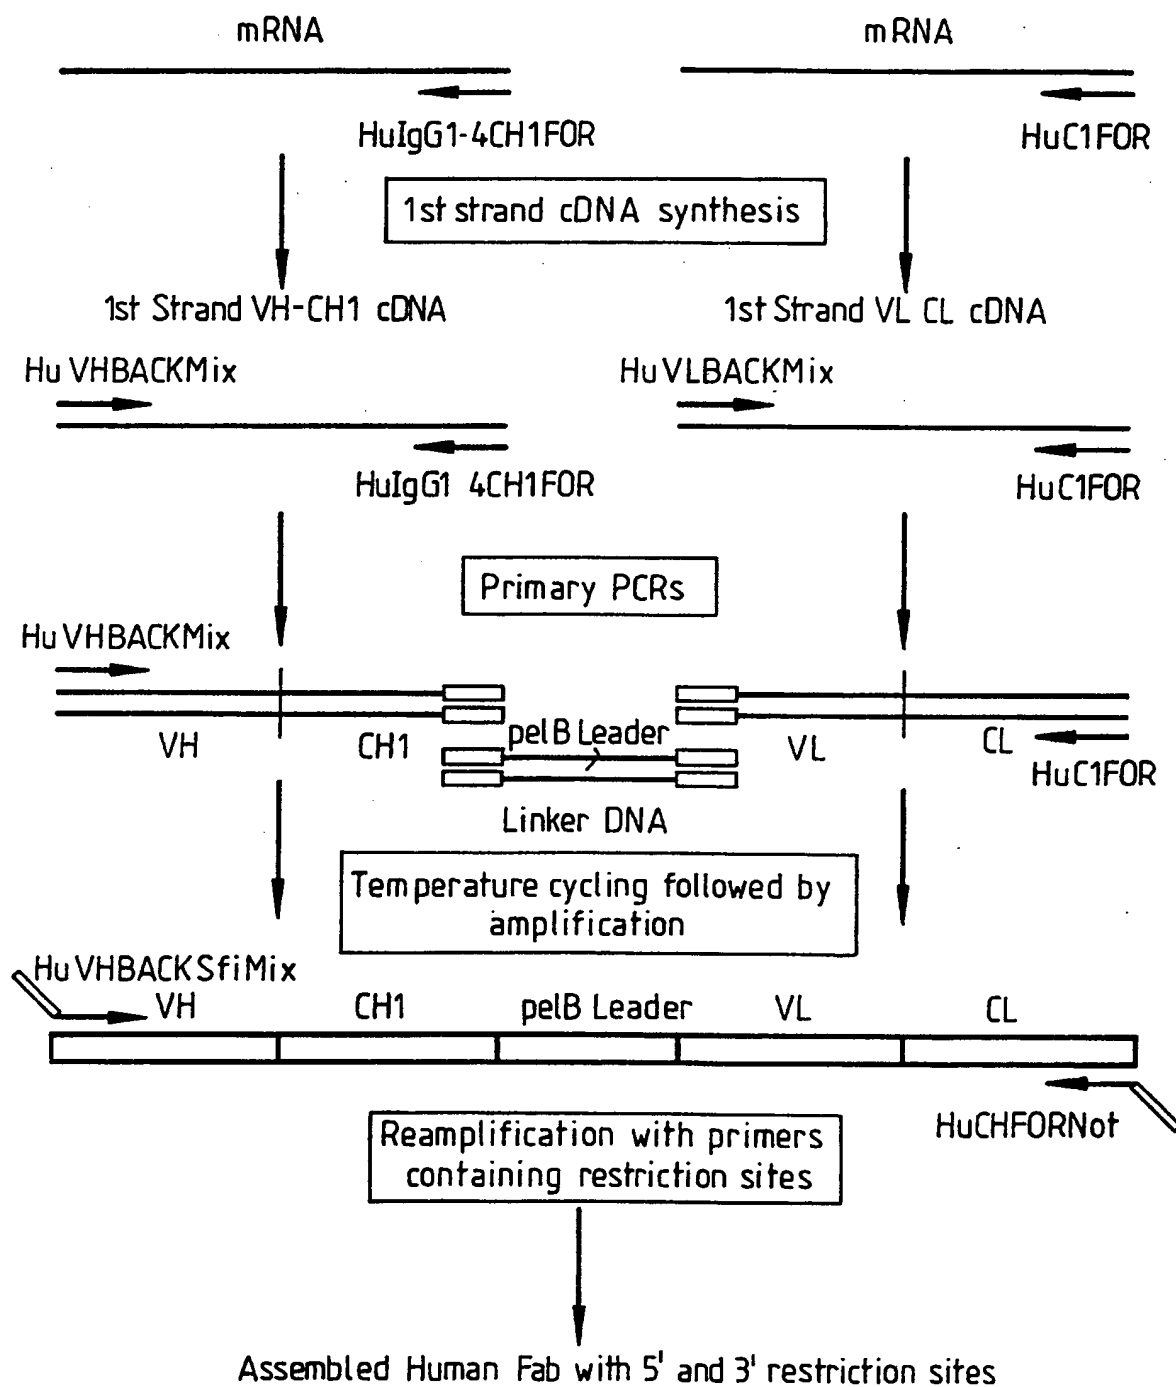 mRNA
mRNA
HuIgG1-4CH1FOR
HuC1FOR
1st strand cDNA synthesis
1st Strand VH-CH1 cDNA
1st Strand VL CL cDNA
Hu VHBACKMix
Hu VLBACKMix
HuIgG1 4CH1FOR
HuC1FOR
Primary PCRs
Hu VHBACKMix
VH
CH1
pelB Leader
VL
CL
HuC1FOR
Linker DNA
Temperature cycling followed by
amplification
Hu VHBACKSfiMix
VH
CH1
pelB Leader
VL
CL
HuCHFORNot
Reamplification with primers
containing restriction sites
Assembled Human Fab with 5' and 3' restriction sites